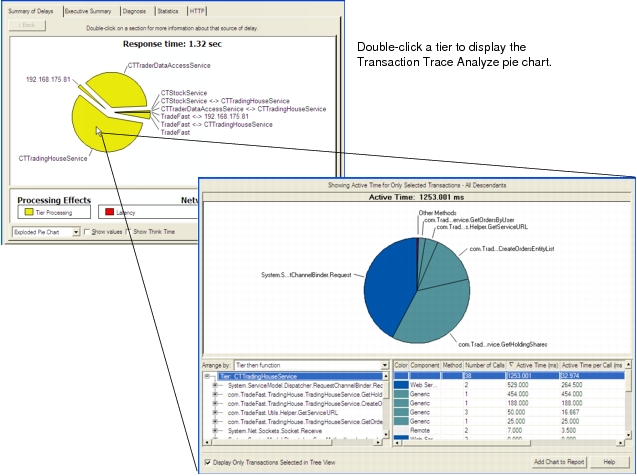 Summary of Delays
Executive Summary
Diagnosis
Statistics
HTTP
< Back
Double-click on a section for more information about that source of delay.
Response time: 1.32 sec
CTTraderDataAccessService
192.168.175.81
CTStockService
CTStockService <-> CTTradingHouseService
CTTraderDataAccessService <-> CTTradingHouseService
TradeFast <-> 192.168.175.81
TradeFast <-> CTTradingHouseService
TradeFast
CTTradingHouseService
Double-click a tier to display the
Transaction Trace Analyze pie chart.
Processing Effects
Netw
Tier Processing
Latency
Exploded Pie Chart
Show values
Show Think Time
Showing Active Time for Only Selected Transactions - All Descendants
Active Time: 1253.001 ms
Other Methods
com.Trad...ervice.GetOrdersByUser
com.Trad...s.Helper.GetServiceURL
com.Trad...CreateOrdersEntityList
System.S...tChannelBinder.Request
com.Trad...rvice.GetHoldingShares
Arrange by: Tier then function
Tier : CTTradingHouseService
System.ServiceModel.Dispatcher.RequestChannelBinder.Rec
com.TradeFast.TradingHouse.TradingHouseService.GetHold
com.TradeFast.TradingHouse.TradingHouseService.CreateO
com.TradeFast.Utils.Helper.GetServiceURL
com.TradeFast.TradingHouse.TradingHouseService.GetOrde
System.Net.Sockets.Socket.Receive
Color Component Method Number of Calls Active Time (ms) Active Time per Call (ms
38 1253.001 32.974
Web Ser... 2 529.000 264.500
Generic 1 454.000 454.000
Generic 1 188.000 188.000
Generic 3 50.000 16.667
Generic 1 25.000 25.000
Remote 2 7.000 3.500
Display Only Transactions Selected in Tree View
Add Chart to Report
Help